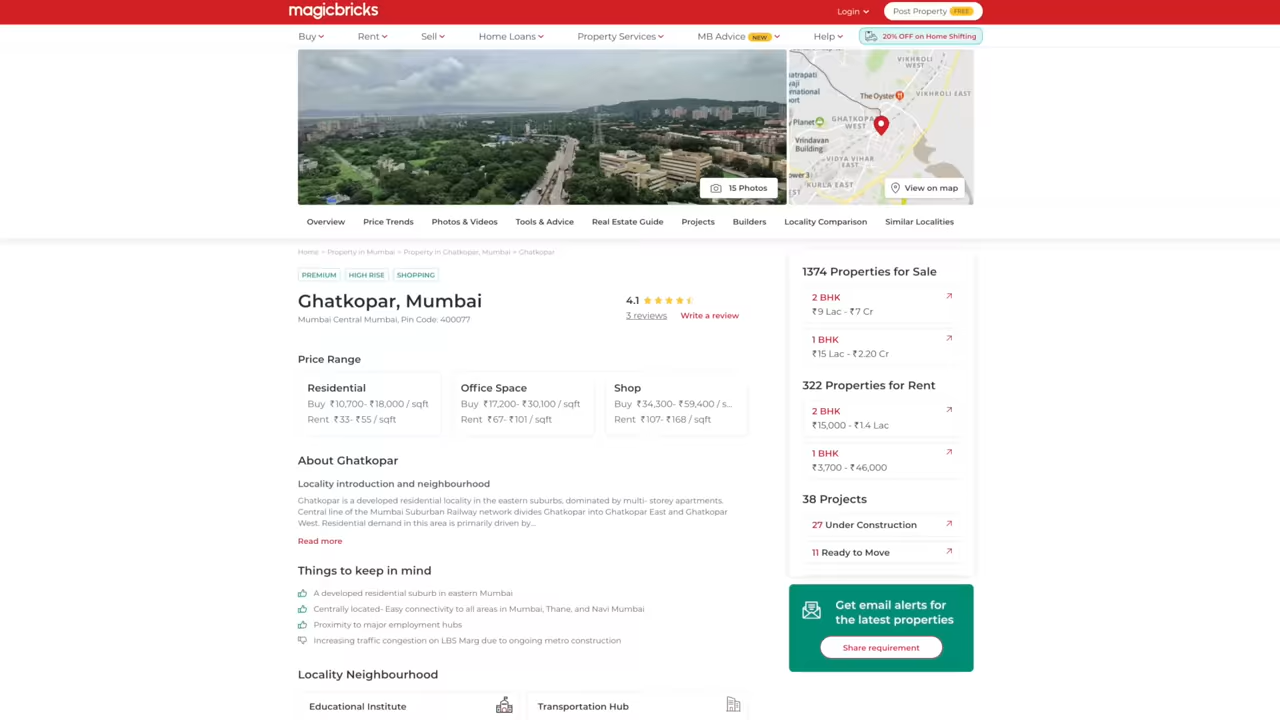 magicbricks
Login
Post Property FREE
Buy
Rent
Sell
Home Loans
Property Services
MB Advice NEW
Help
20% OFF on Home Shifting
15 Photos
VIKHROLI WEST
VIKHROLI EAST
The Oyster
GHATKOPAR WEST
Planet
Vrindavan Building
VIDYA VIHAR EAST
KURLA EAST
View on map
Overview
Price Trends
Photos & Videos
Tools & Advice
Real Estate Guide
Projects
Builders
Locality Comparison
Similar Localities
Home > Property in Mumbai > Property in Ghatkopar, Mumbai > Ghatkopar
PREMIUM
HIGH RISE
SHOPPING
Ghatkopar, Mumbai
Mumbai Central Mumbai, Pin Code: 400077
4.1
3 reviews
Write a review
Price Range
Residential
Buy ₹10,700- ₹18,000 / sqft
Rent ₹33- ₹55 / sqft
Office Space
Buy ₹17,200- ₹30,100 / sqft
Rent ₹67- ₹101 / sqft
Shop
Buy ₹34,300- ₹59,400 / s...
Rent ₹107- ₹168 / sqft
About Ghatkopar
Locality introduction and neighbourhood
Ghatkopar is a developed residential locality in the eastern suburbs, dominated by multi- storey apartments.
Central line of the Mumbai Suburban Railway network divides Ghatkopar into Ghatkopar East and Ghatkopar
West. Residential demand in this area is primarily driven by...
Read more
Things to keep in mind
A developed residential suburb in eastern Mumbai
Centrally located- Easy connectivity to all areas in Mumbai, Thane, and Navi Mumbai
Proximity to major employment hubs
Increasing traffic congestion on LBS Marg due to ongoing metro construction
Locality Neighbourhood
Educational Institute
Transportation Hub
1374 Properties for Sale
2 BHK
₹9 Lac - ₹7 Cr
1 BHK
₹15 Lac - ₹2.20 Cr
322 Properties for Rent
2 BHK
₹15,000 - ₹1.4 Lac
1 BHK
₹3,700 - ₹46,000
38 Projects
27 Under Construction
11 Ready to Move
Get email alerts for
the latest properties
Share requirement